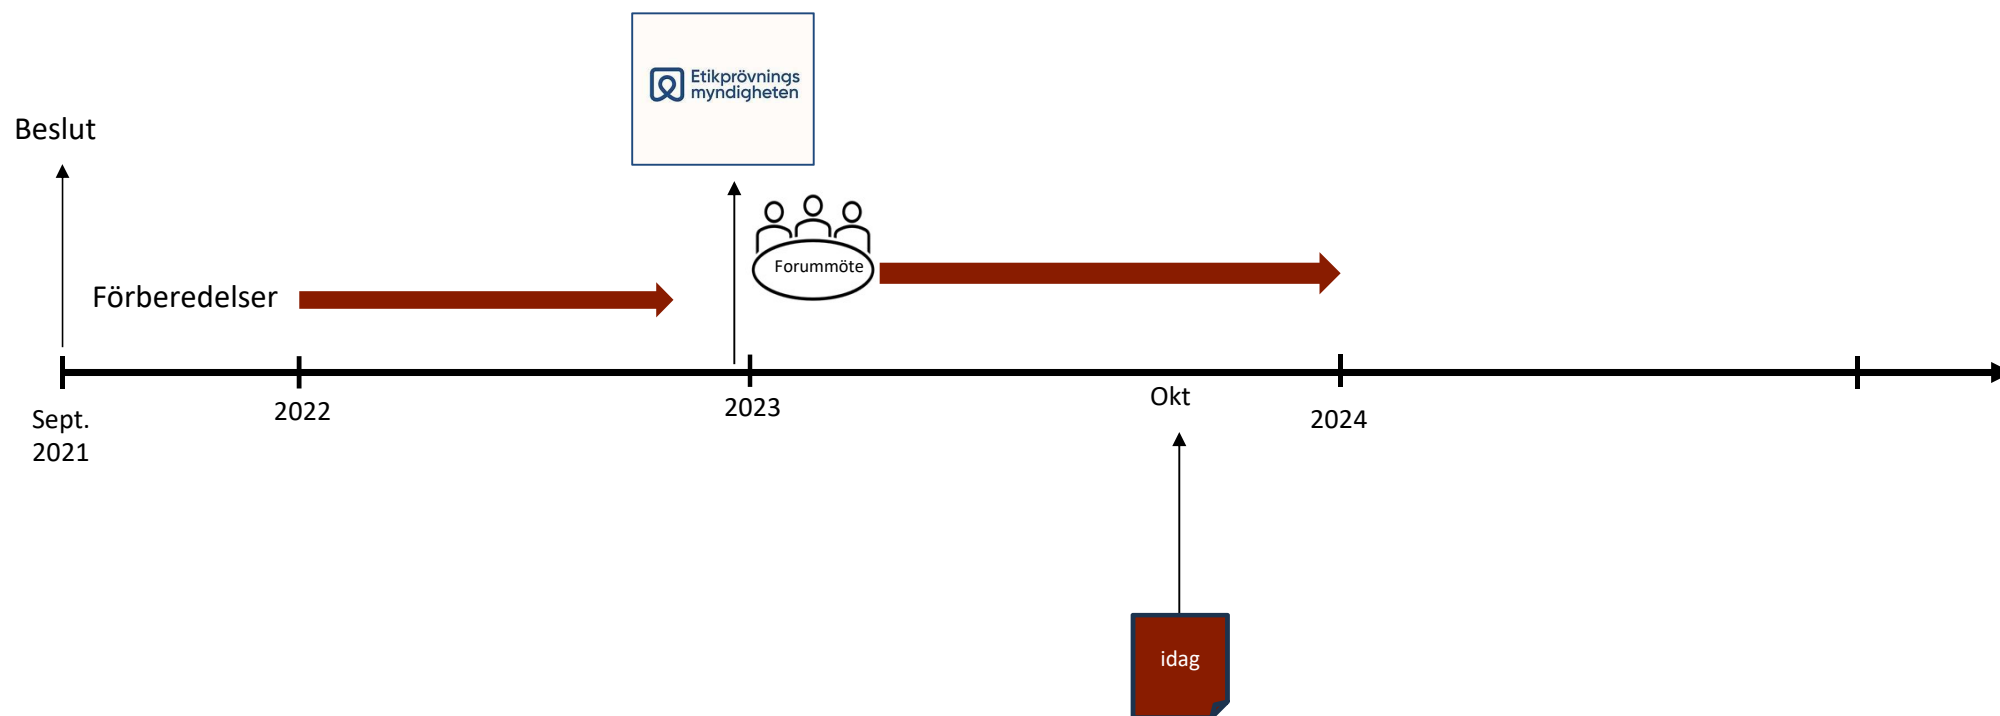 Etikprövnings
myndigheten
Beslut
Forummöte
Förberedelser
Sept.
2021
2022
2023
Okt
2024
idag